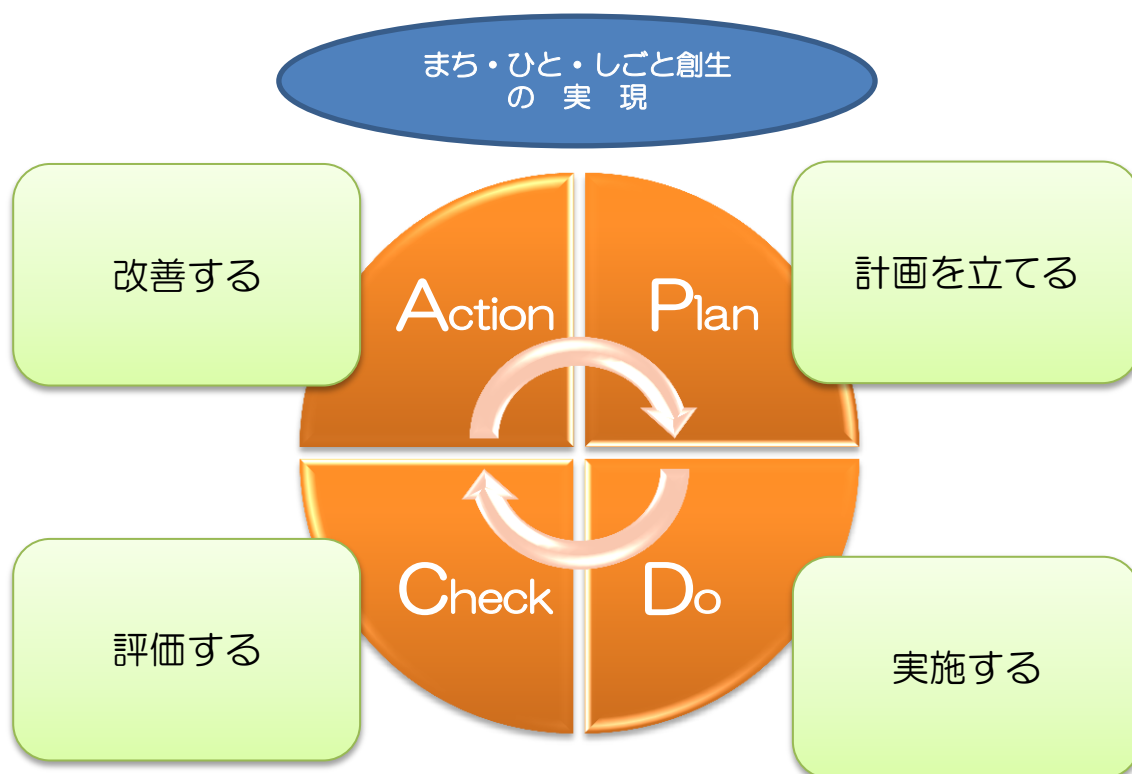 まち・ひと・しごと創生
の　実　現
改善する
Action
Plan
計画を立てる
評価する
Check
Do
実施する